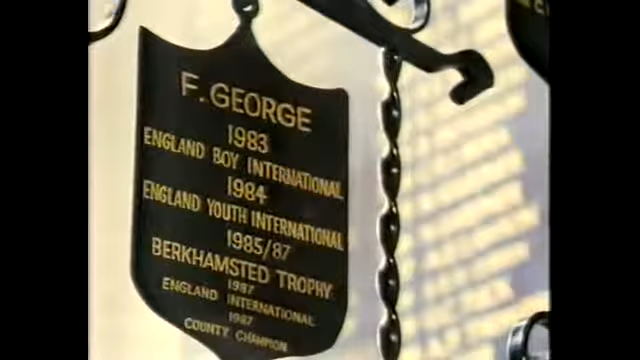 F. GEORGE
1983
ENGLAND BOY INTERNATIONAL
1984
ENGLAND YOUTH INTERNATIONAL
1985/87
BERKHAMSTED TROPHY
1987
ENGLAND INTERNATIONAL
1987
COUNTY CHAMPION